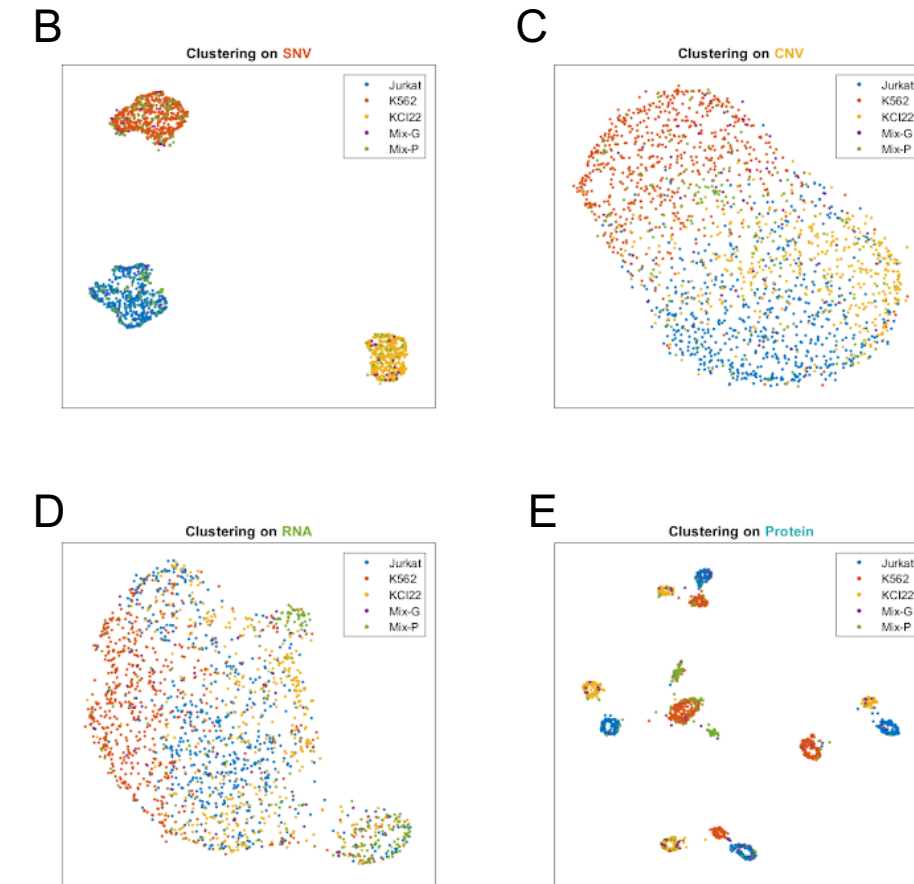 B
Clustering on SNV
Jurkat
K562
KCl22
Mix-G
Mix-P
C
Clustering on CNV
Jurkat
K562
KCl22
Mix-G
Mix-P
D
Clustering on RNA
Jurkat
K562
KCl22
Mix-G
Mix-P
E
Clustering on Protein
Jurkat
K562
KCl22
Mix-G
Mix-P